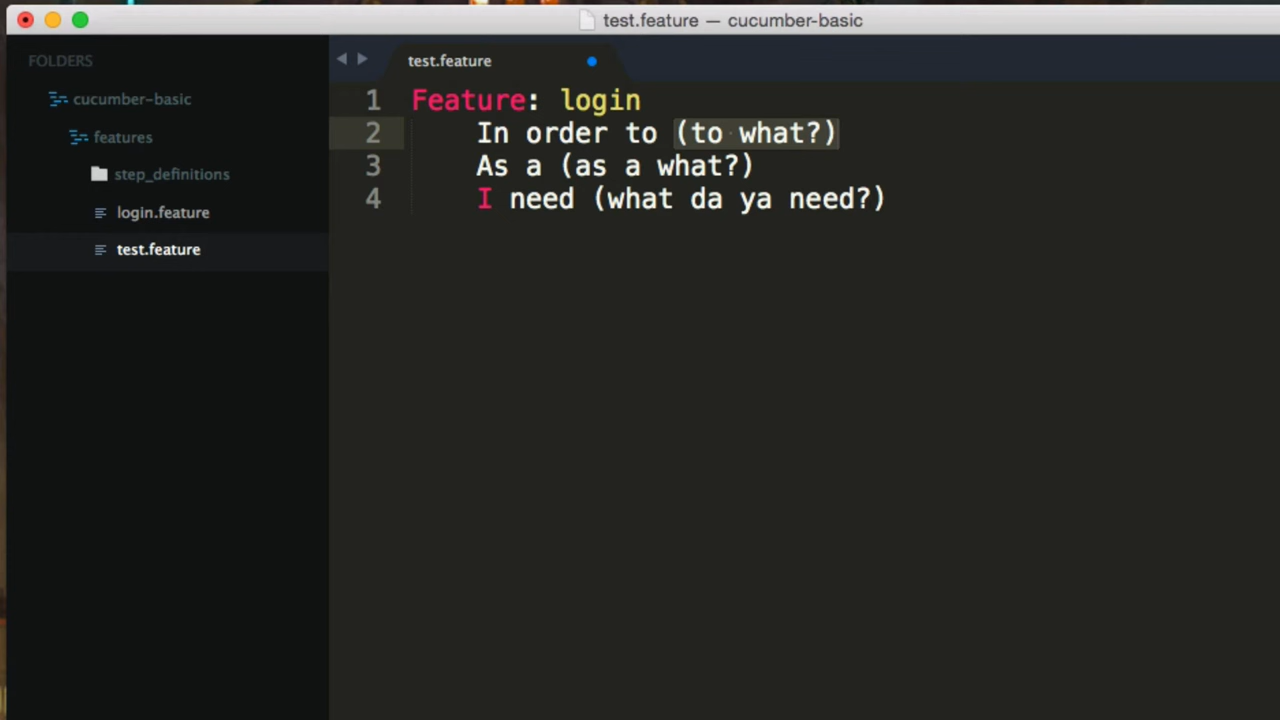 test.feature — cucumber-basic
FOLDERS
cucumber-basic
features
step_definitions
login.feature
test.feature
test.feature
1 Feature: login
2 In order to (to what?)
3 As a (as a what?)
4 I need (what da ya need?)